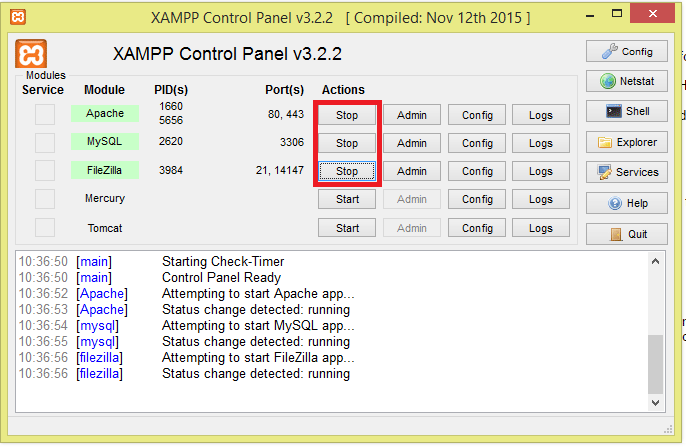 XAMPP Control Panel v3.2.2 [ Compiled: Nov 12th 2015 ]
XAMPP Control Panel v3.2.2
Config
Modules
Service Module PID(s) Port(s) Actions
Netstat
Apache 1660 5656 80, 443 Stop Admin Config Logs
Shell
MySQL 2620 3306 Stop Admin Config Logs
Explorer
FileZilla 3984 21, 14147 Stop Admin Config Logs
Services
Mercury Start Admin Config Logs
Help
Tomcat Start Admin Config Logs
Quit
10:36:50 [main] Starting Check-Timer
10:36:50 [main] Control Panel Ready
10:36:52 [Apache] Attempting to start Apache app...
10:36:53 [Apache] Status change detected: running
10:36:54 [mysql] Attempting to start MySQL app...
10:36:55 [mysql] Status change detected: running
10:36:56 [filezilla] Attempting to start FileZilla app...
10:36:56 [filezilla] Status change detected: running